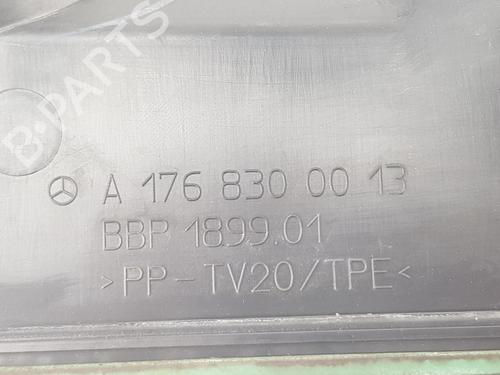 B-PARTS
A 176 830 00 13
BBP 1899.01
>PP-TV20/TPE<